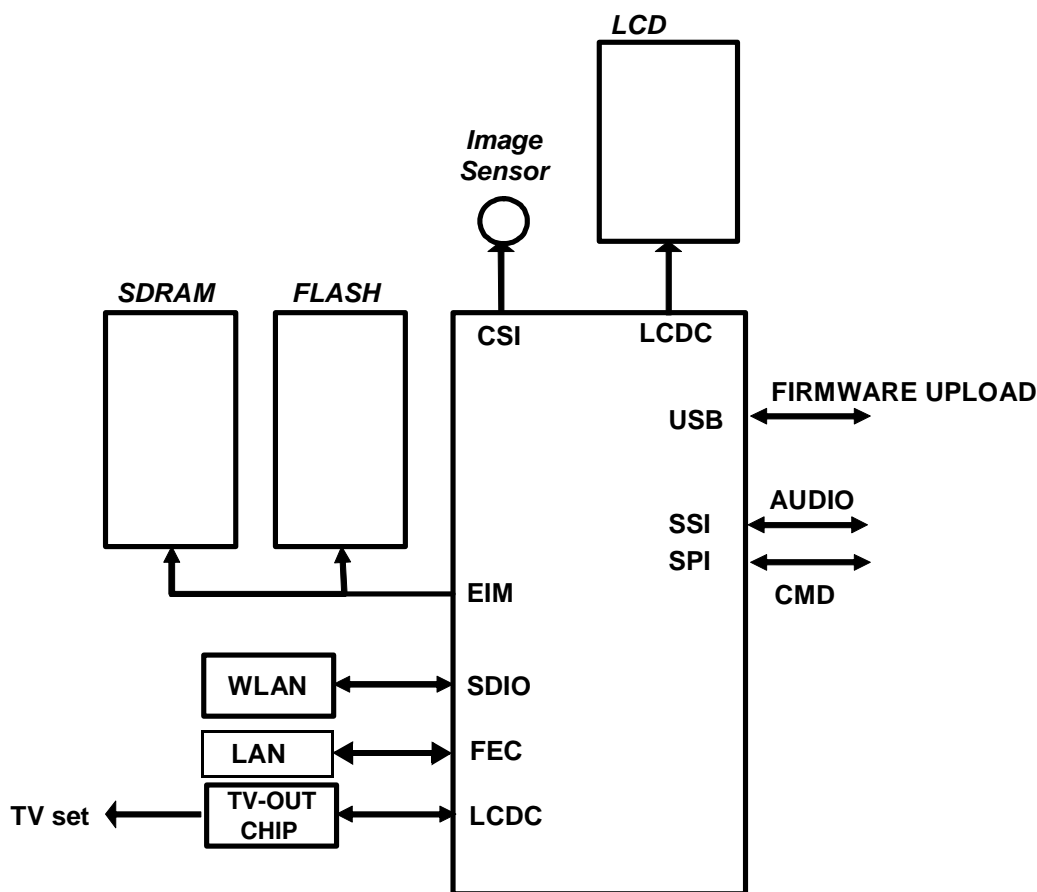 LCD
Image
Sensor
SDRAM
FLASH
CSI
LCDC
USB
FIRMWARE UPLOAD
SSI
AUDIO
SPI
CMD
EIM
WLAN
SDIO
LAN
FEC
TV set
TV-OUT
CHIP
LCDC